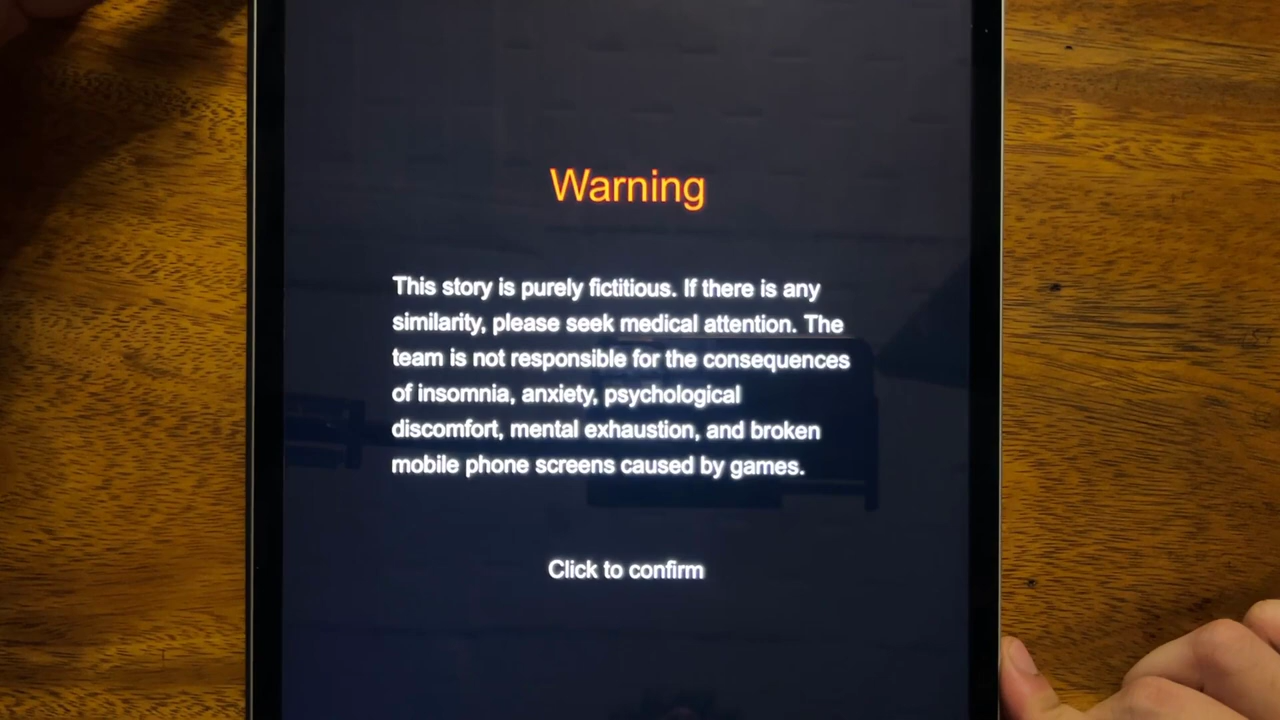 Warning
This story is purely fictitious. If there is any
similarity, please seek medical attention. The
team is not responsible for the consequences
of insomnia, anxiety, psychological
discomfort, mental exhaustion, and broken
mobile phone screens caused by games.
Click to confirm